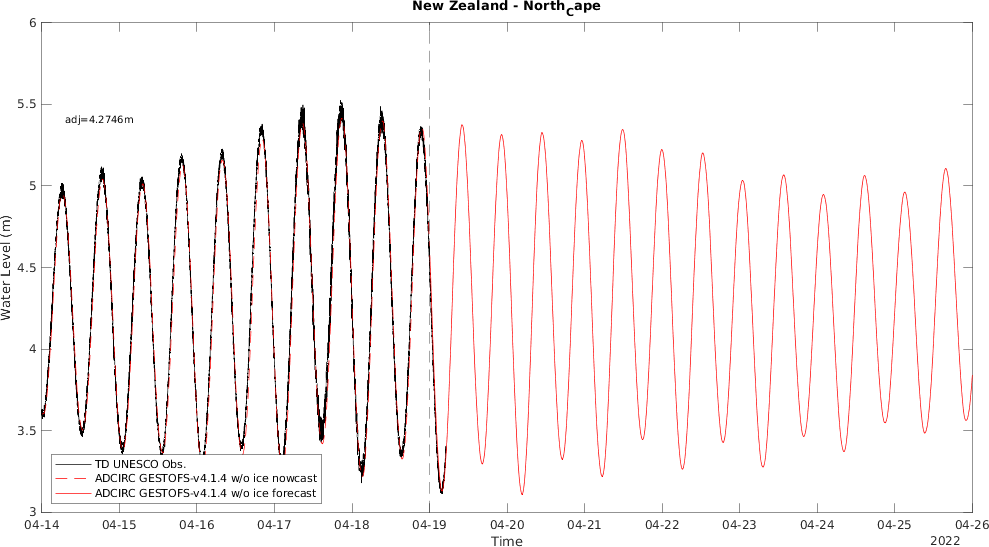 New Zealand - NorthCape
6
5.5
adj=4.2746m
5
4.5
4
3.5
3
Water Level (m)
TD UNESCO Obs.
ADCIRC GESTOFS-v4.1.4 w/o ice nowcast
ADCIRC GESTOFS-v4.1.4 w/o ice forecast
04-14 04-15 04-16 04-17 04-18 04-19 04-20 04-21 04-22 04-23 04-24 04-25 04-26
Time
2022